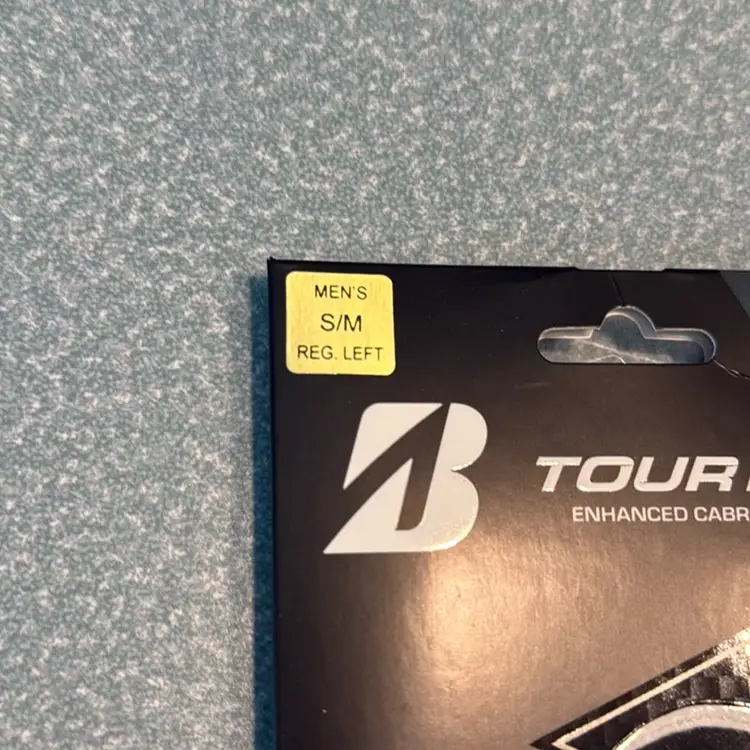 MEN'S
S/M
REG. LEFT
B
TOUR
ENHANCED